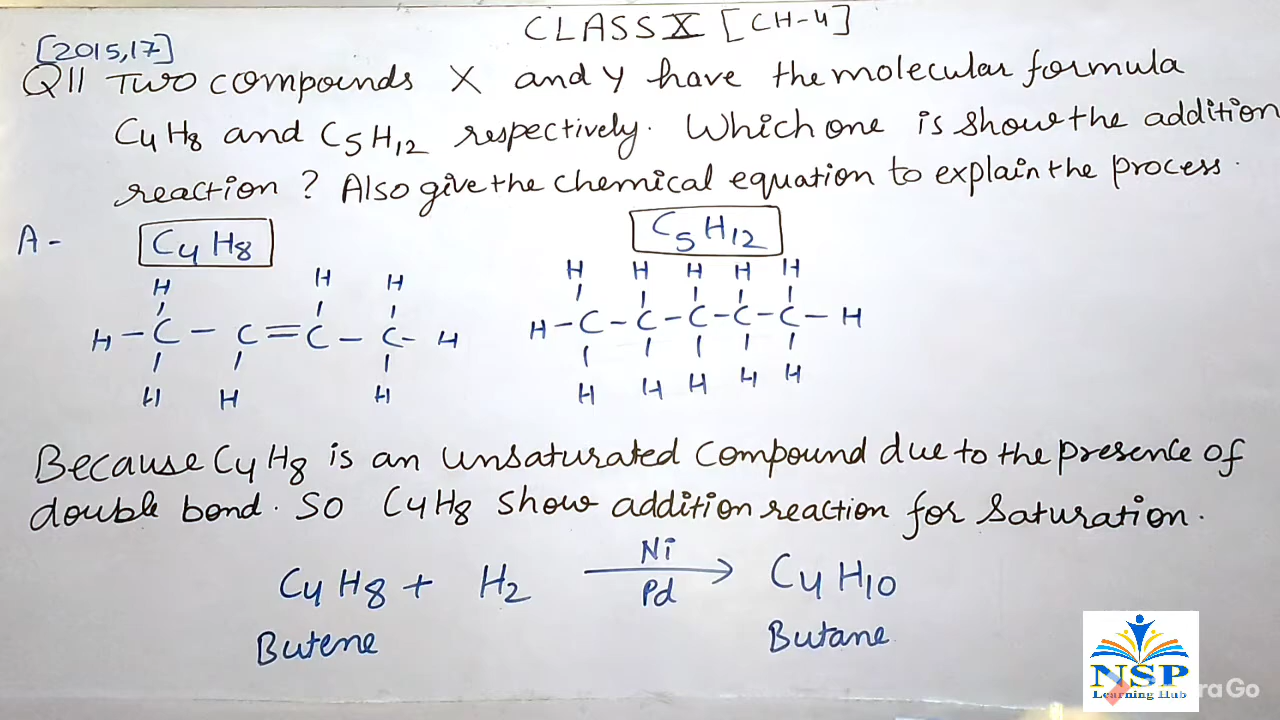 CLASS X [CH-4]
[2015,17]
Q11 Two compounds X and Y have the molecular formula
C4H8 and C5H12 respectively. Which one is show the addition
reaction ? Also give the chemical equation to explain the process.
A- C4H8 C5H12
H H H H H H H H
H-C-C=C-C-H H-C-C-C-C-C-H
H H H H H H H H
Because C4H8 is an unsaturated compound due to the presence of
double bond. So C4H8 show addition reaction for saturation.
Ni
C4H8 + H2 → C4H10
Pd
Butene Butane
NSP
Learning Hub
ra Go